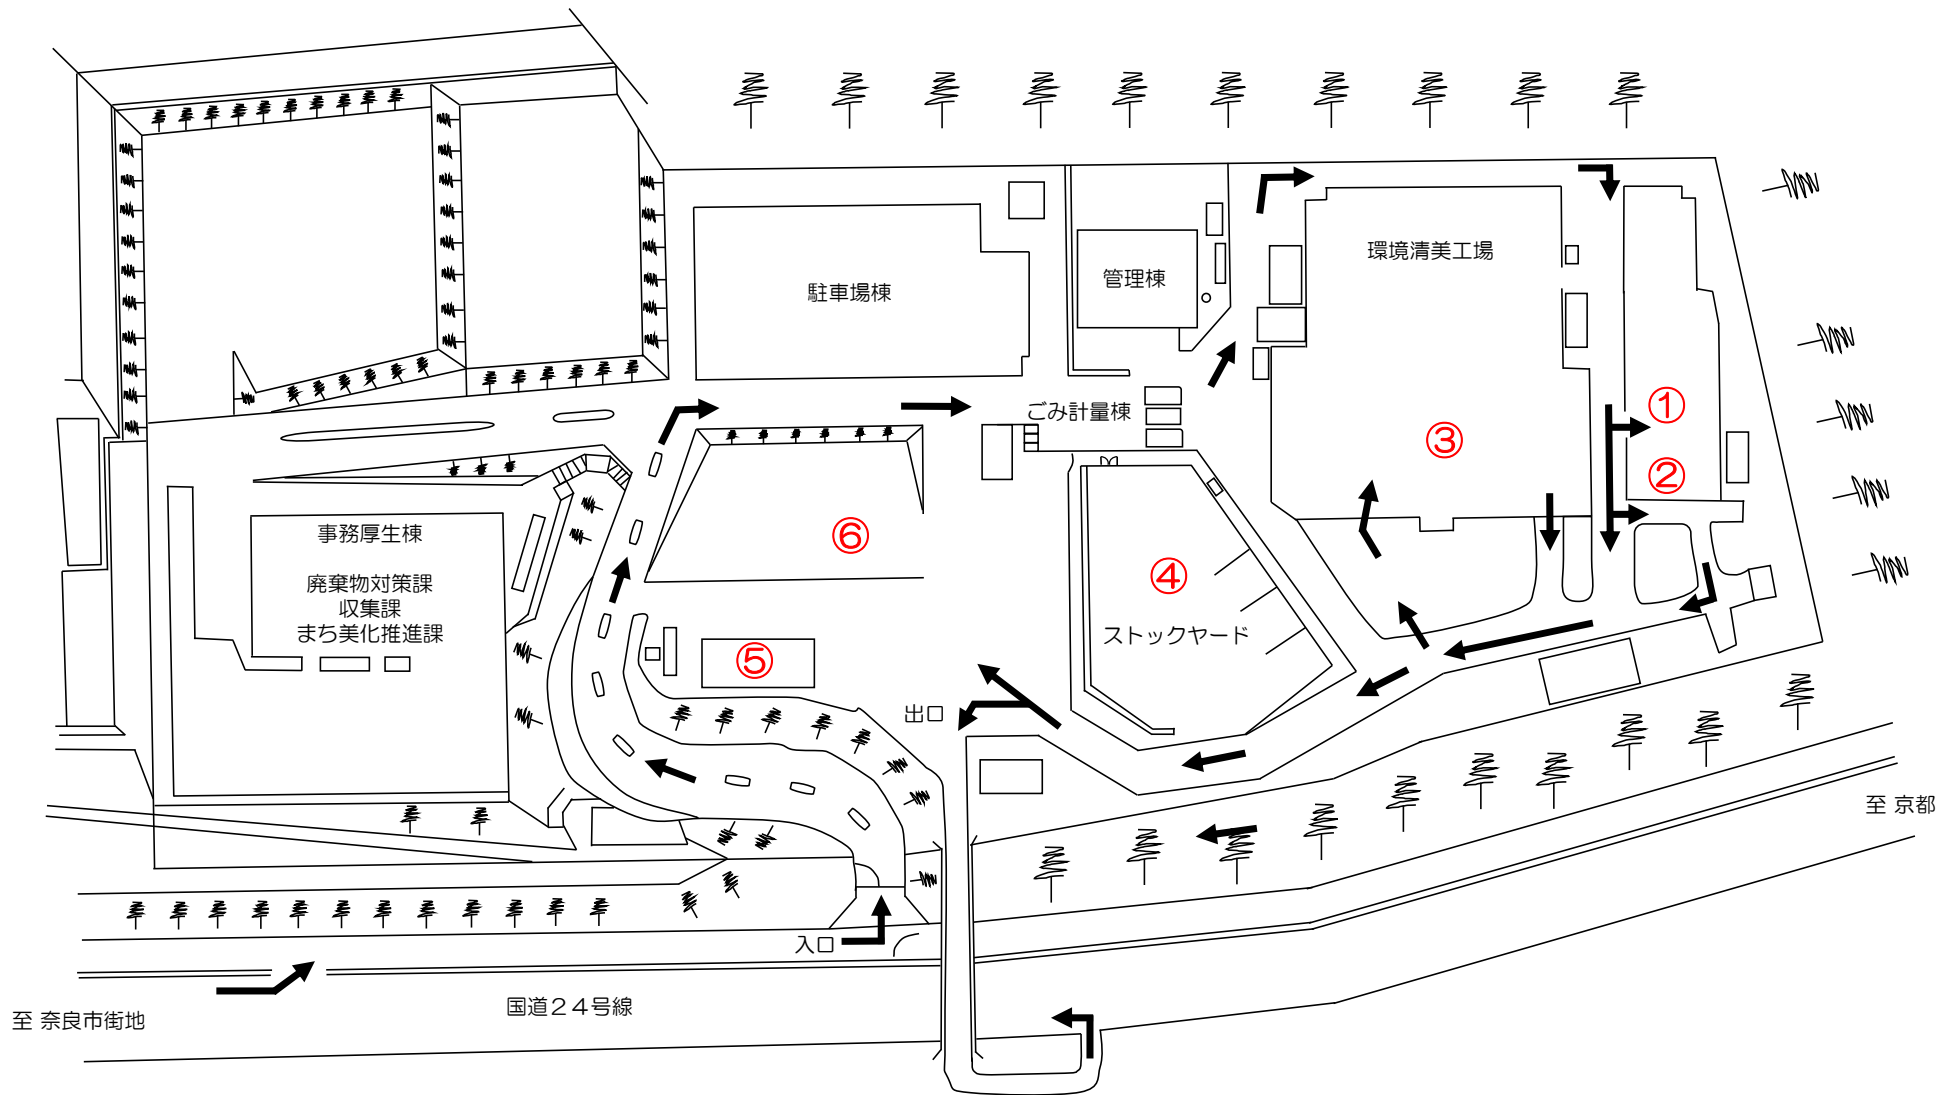 環境清美工場
管理棟
駐車場棟
ごみ計量棟
①
③
②
事務厚生棟
⑥
廃棄物対策課
収集課
まち美化推進課
④
ストックヤード
⑤
出口
至 京都
入口
国道２４号線
至 奈良市街地